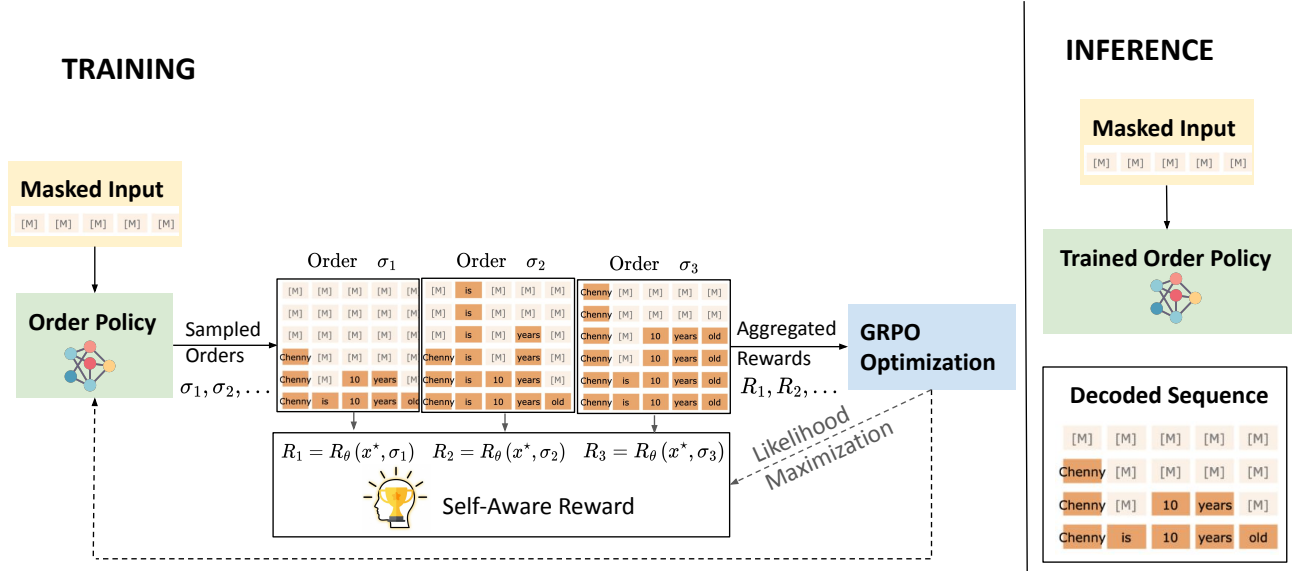 TRAINING
Masked Input
[M] [M] [M] [M] [M]
Order Policy
Sampled
Orders
σ₁, σ₂, . . .
Order σ₁
[M] [M] [M] [M] [M
[M] [M] [M] [M] [M
[M] [M] [M] [M] [M
Chenny [M] [M] [M] [M
Chenny [M] 10 years [M
Chenny is 10 years old
Order σ₂
[M] is [M] [M] [M]
[M] is [M] [M] [M]
[M] is [M] years [M]
Chenny is [M] years [M]
Chenny is 10 years [M]
Chenny is 10 years old
Order σ₃
Chenny [M] [M] [M] [M]
Chenny [M] [M] [M] [M]
Chenny [M] 10 years old
Chenny [M] 10 years old
Chenny is 10 years old
Chenny is 10 years old
R₁ = R_θ (x*, σ₁) R₂ = R_θ (x*, σ₂) R₃ = R_θ (x*, σ₃)
Self-Aware Reward
Aggregated
Rewards
R₁, R₂, . . .
GRPO
Optimization
Likelihood
Maximization
INFERENCE
Masked Input
[M] [M] [M] [M] [M]
Trained Order Policy
Decoded Sequence
[M] [M] [M] [M] [M]
Chenny [M] [M] [M] [M]
Chenny [M] 10 years [M]
Chenny is 10 years old